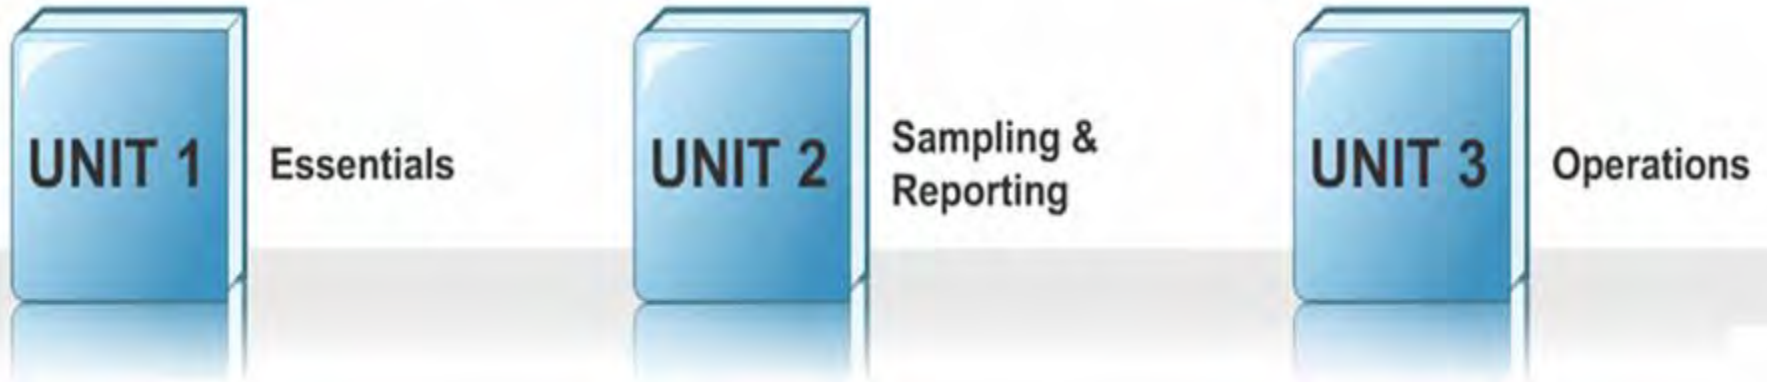 UNIT 1
Essentials
UNIT 2
Sampling &
Reporting
UNIT 3
Operations